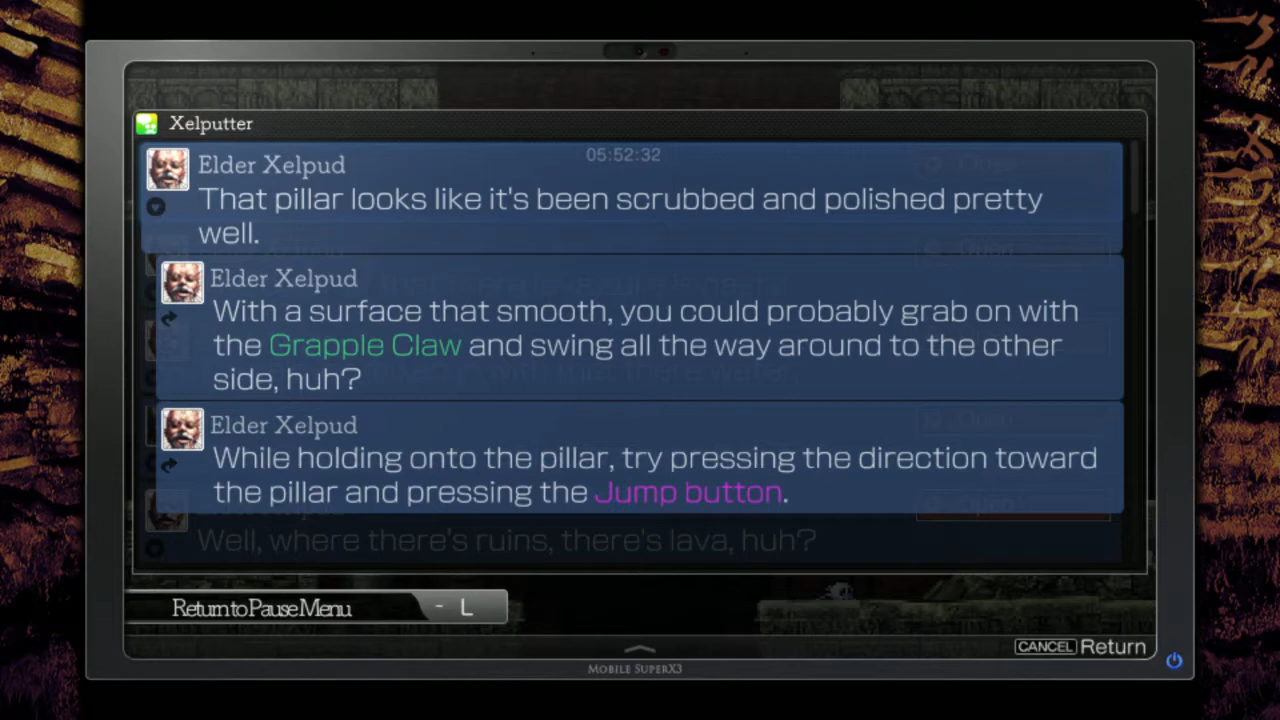 Xelputter
Elder Xelpud
05:52:32
That pillar looks like it's been scrubbed and polished pretty
well.
Elder Xelpud
With a surface that smooth, you could probably grab on with
the Grapple Claw and swing all the way around to the other
side, huh?
Elder Xelpud
While holding onto the pillar, try pressing the direction toward
the pillar and pressing the Jump button.
Well, where there's ruins, there's lava, huh?
Return to Pause Menu - L
CANCEL Return
MOBILE SUPERX3